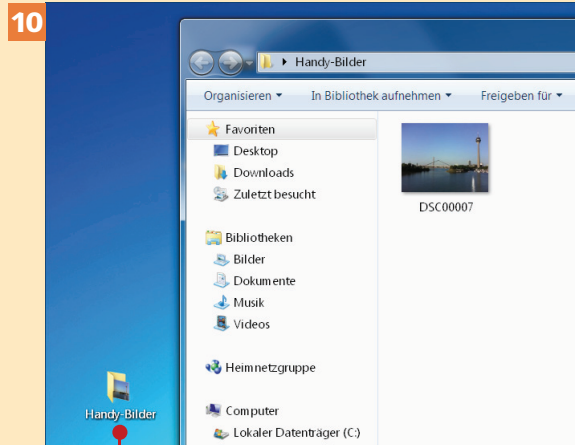 10
Handy-Bilder
Organisieren In Bibliothek aufnehmen Freigeben für
Favoriten
Desktop
Downloads
Zuletzt besucht
DSC00007
Bibliotheken
Bilder
Dokumente
Musik
Videos
Heimnetzgruppe
Handy-Bilder
Computer
Lokaler Datenträger (C:)